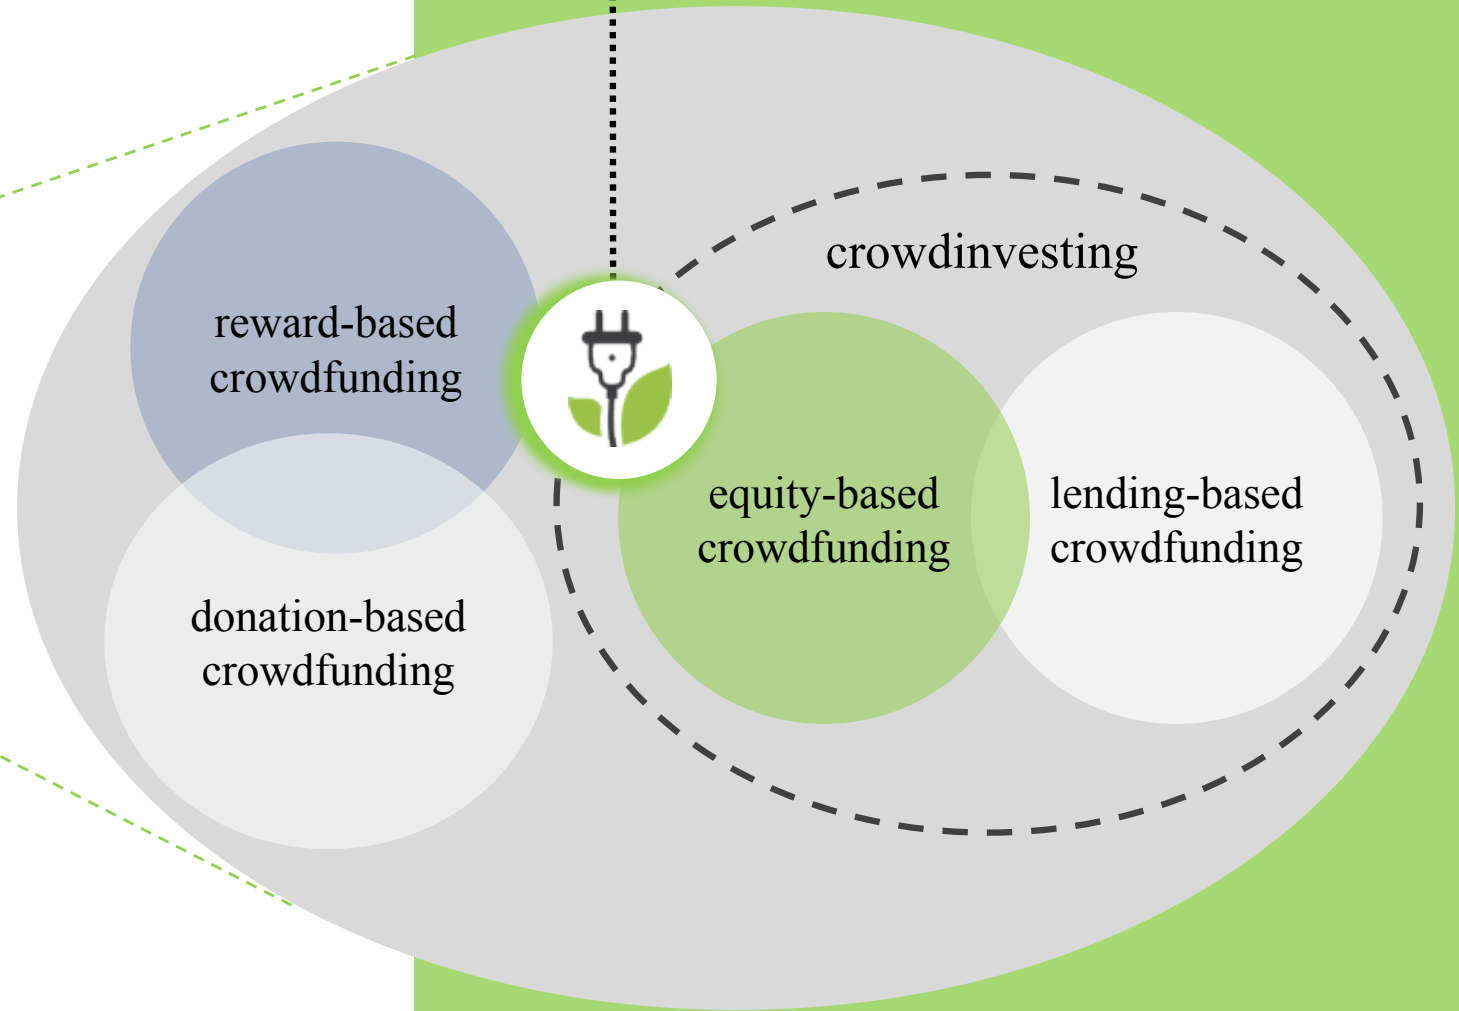 crowdinvesting
reward-based
crowdfunding
equity-based
crowdfunding
lending-based
crowdfunding
donation-based
crowdfunding